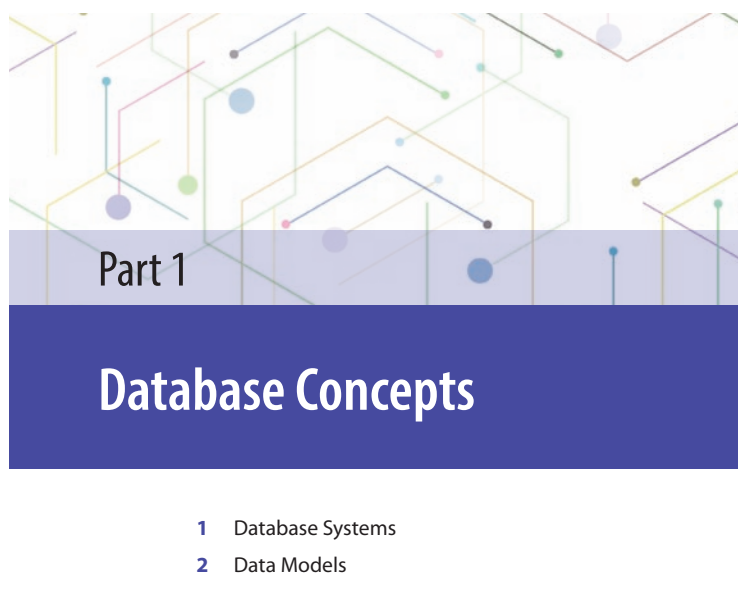 Part 1
Database Concepts
1 Database Systems
2 Data Models